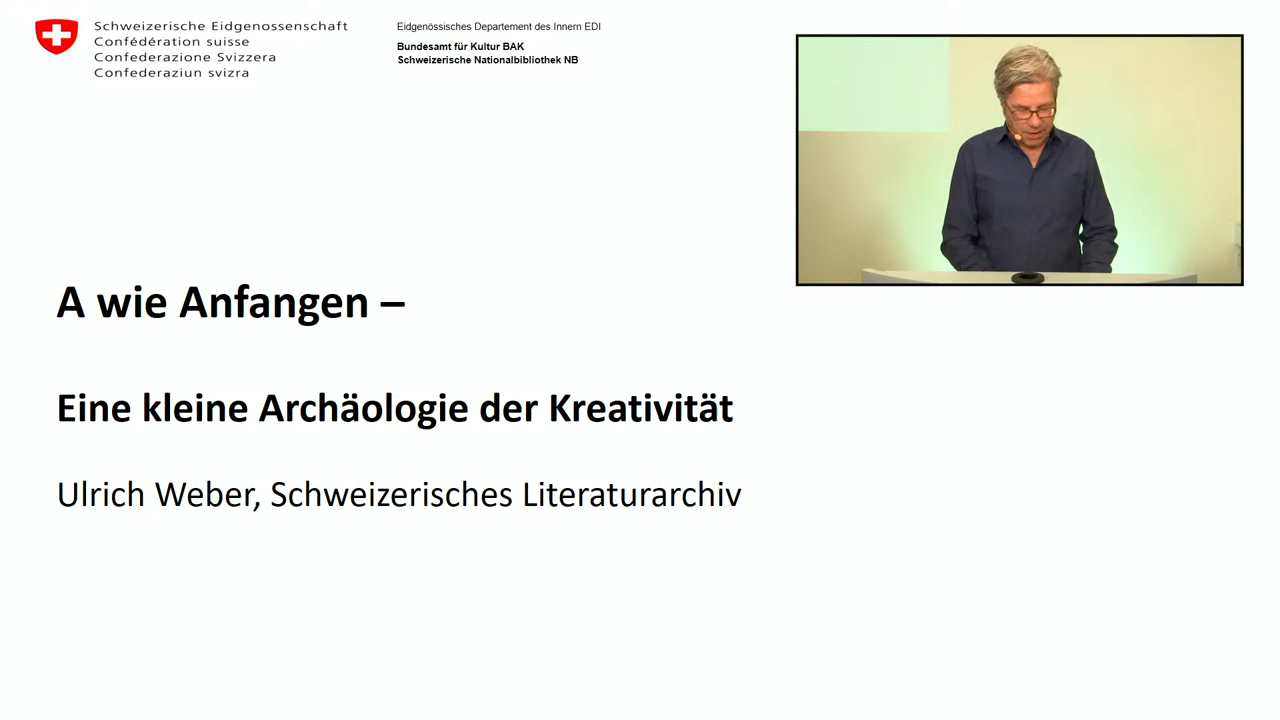 Schweizerische Eidgenossenschaft
Confédération suisse
Confederazione Svizzera
Confederaziun svizra
Eidgenössisches Departement des Innern EDI
Bundesamt für Kultur BAK
Schweizerische Nationalbibliothek NB
A wie Anfangen –
Eine kleine Archäologie der Kreativität
Ulrich Weber, Schweizerisches Literaturarchiv